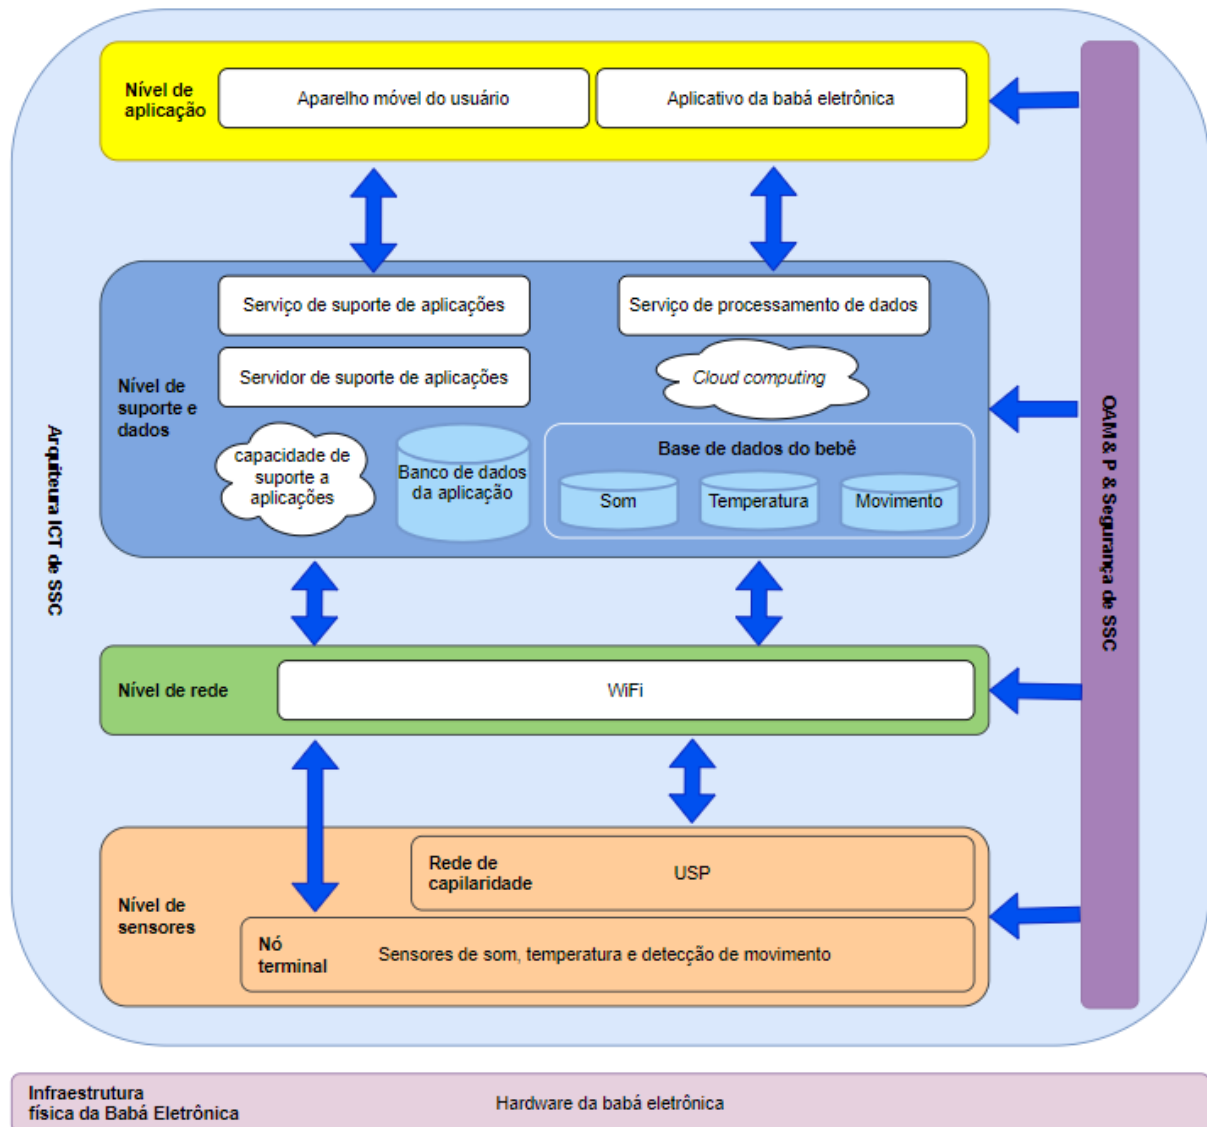 Nível de
aplicação
Aparelho móvel do usuário
Aplicativo da babá eletrônica
Serviço de suporte de aplicações
Serviço de processamento de dados
Servidor de suporte de aplicações
Cloud computing
Nível de
suporte e
dados
capacidade de
suporte a
aplicações
Banco de dados
da aplicação
Base de dados do bebê
Som
Temperatura
Movimento
Arquiteura ICT de SSC
OAM & P & Segurança de SSC
Nível de rede
WiFi
Rede de
capilaridade
USP
Nível de
sensores
Nó
terminal
Sensores de som, temperatura e detecção de movimento
Infraestrutura
física da Babá Eletrônica
Hardware da babá eletrônica